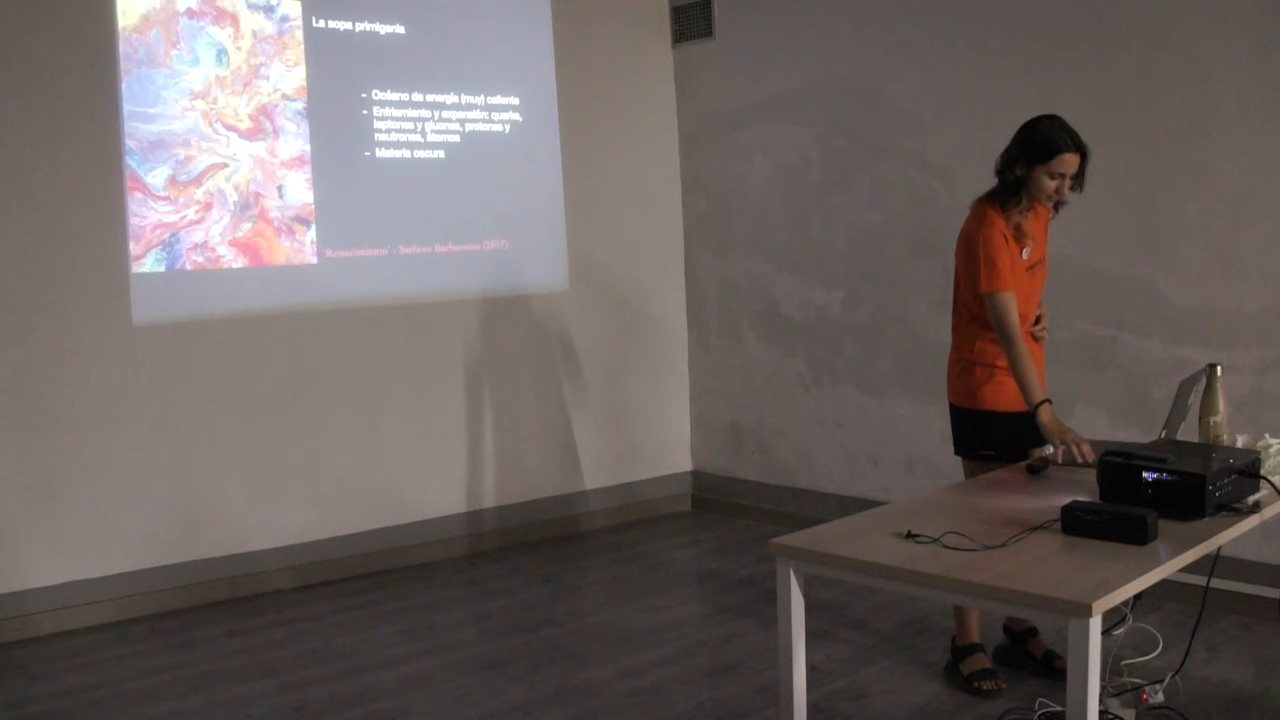 La sopa primigenia
- Océano de energía (muy) caliente
- Enfriamiento y expansión: quarks,
leptones y gluones, protones y
neutrones, átomos
- Materia oscura
'Renacimiento' - Stefano (2017)